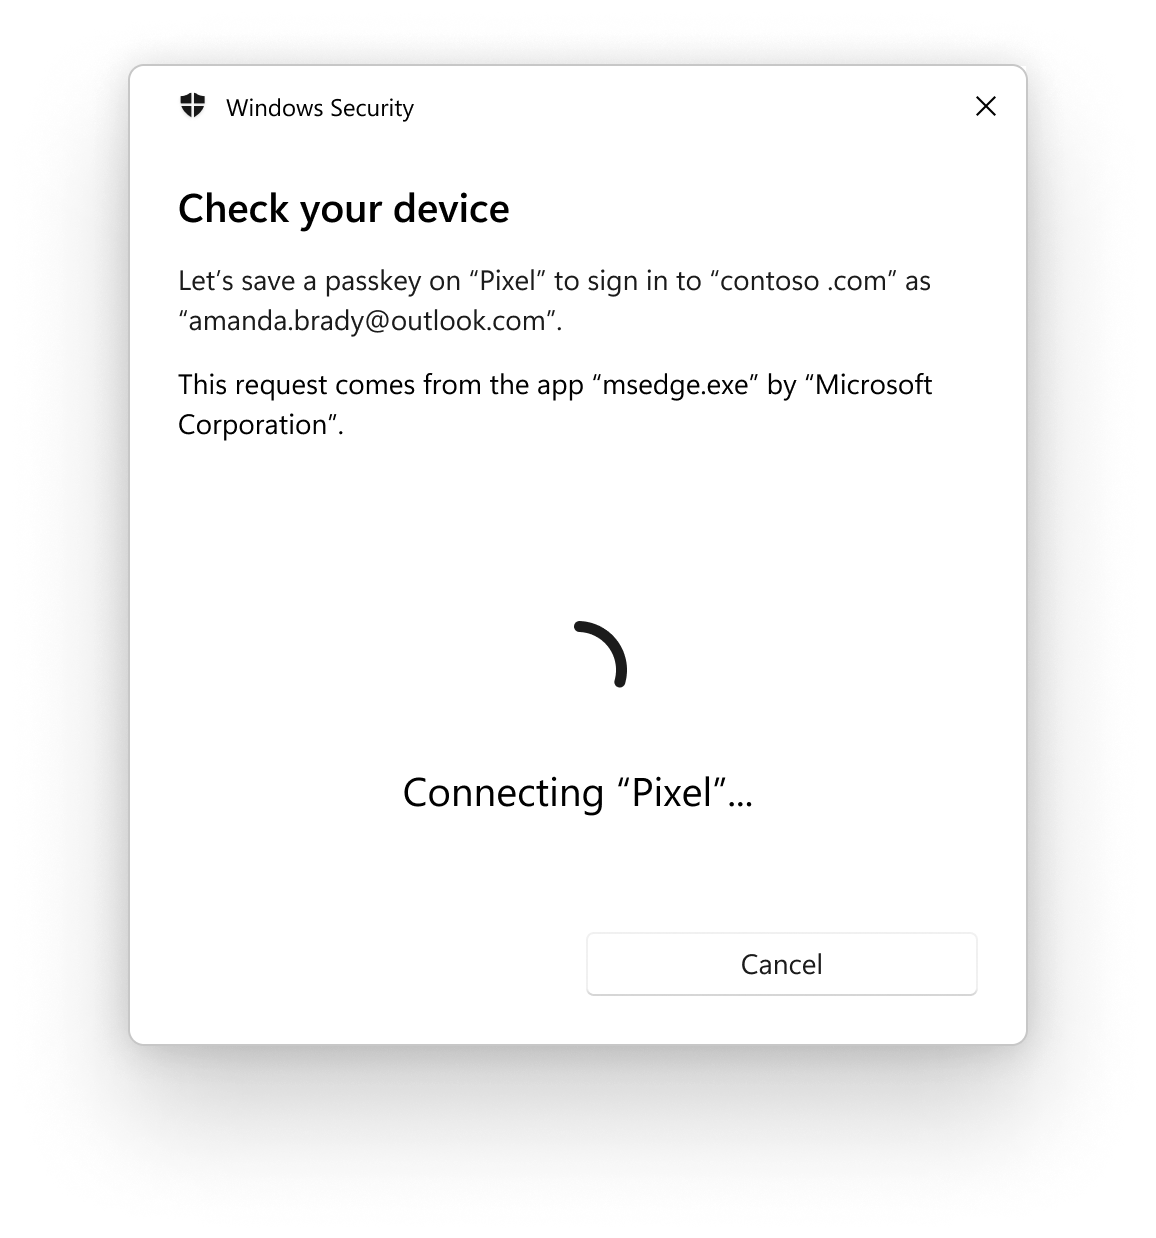 Windows Security
Check your device
Let’s save a passkey on “Pixel” to sign in to “contoso .com” as
“amanda.brady@outlook.com”.
This request comes from the app “msedge.exe” by “Microsoft
Corporation”.
Connecting “Pixel”...
Cancel